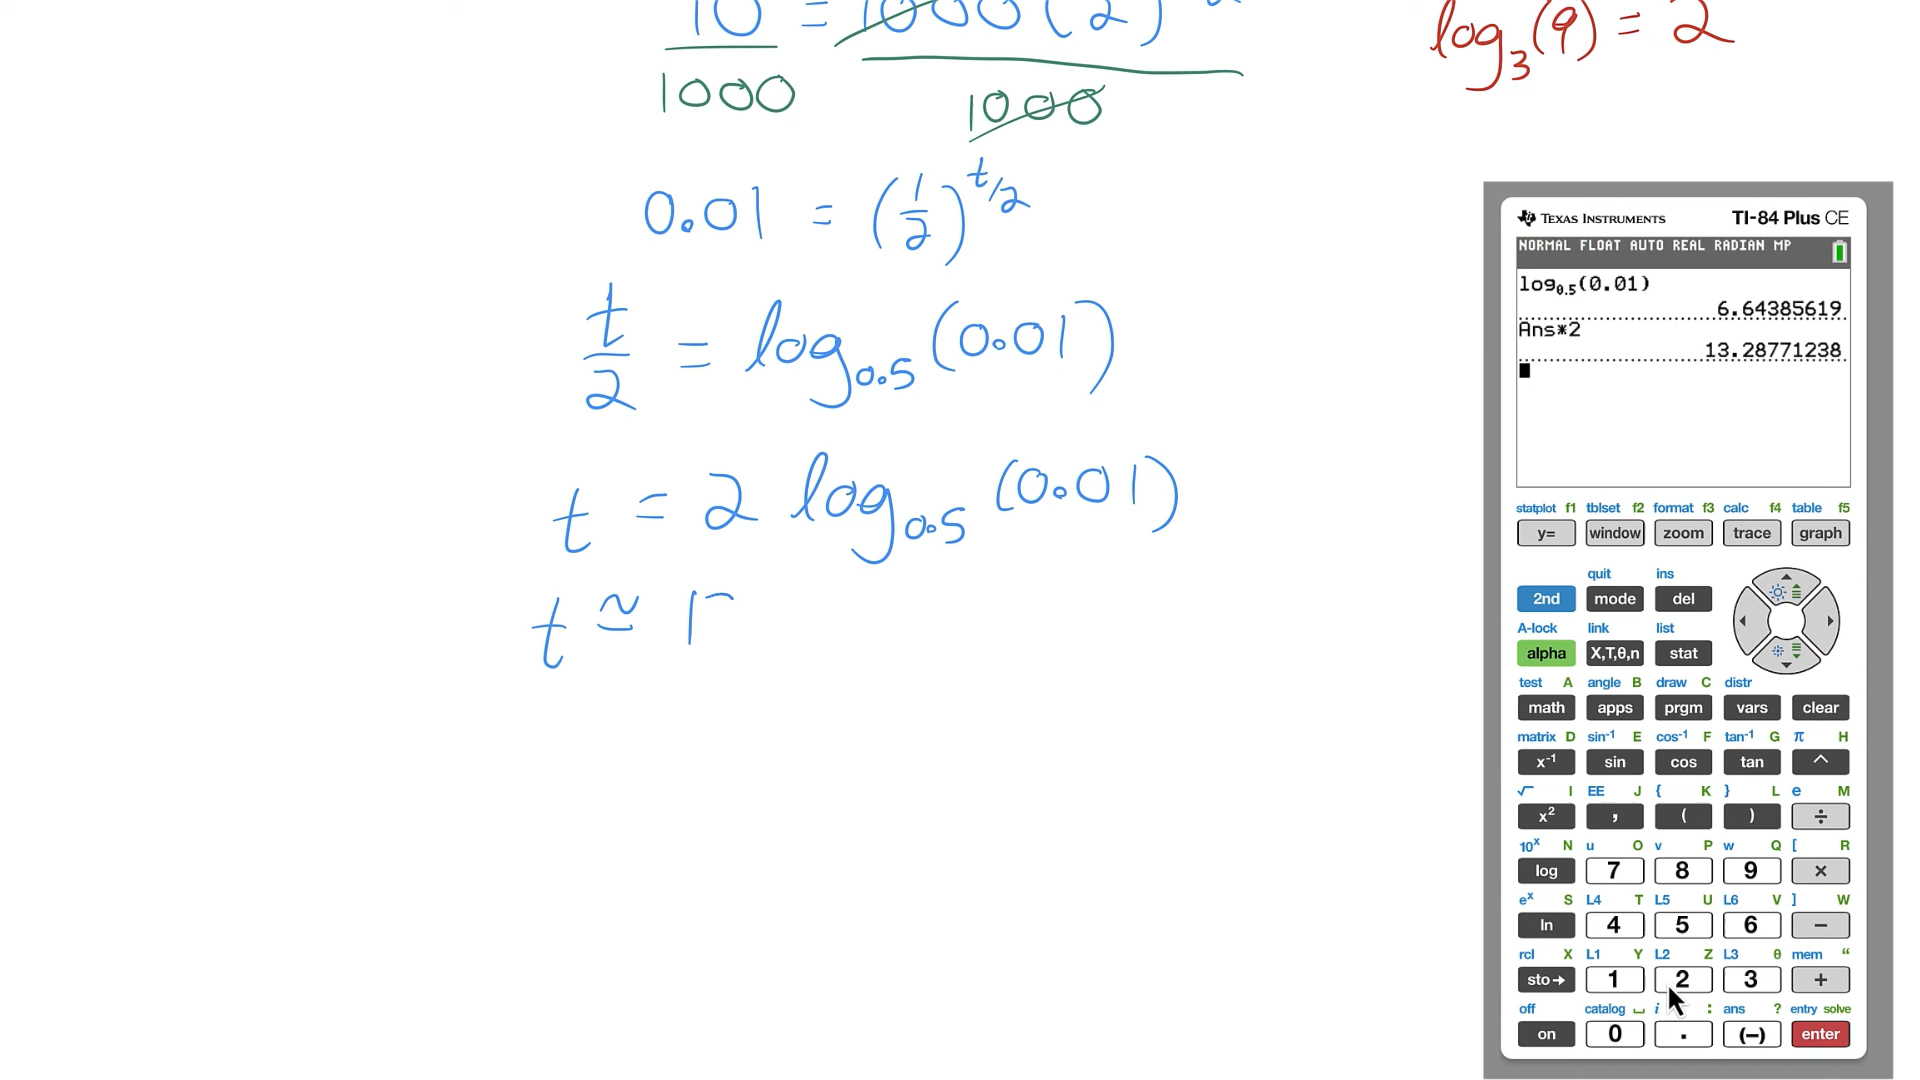 10 = 1000 (2)
1000 1000
log₃(9) = 2
0.01 = (1/2)^(t/2)
t/2 = log₀.₅(0.01)
t = 2 log₀.₅(0.01)
t ≅ 1
TEXAS INSTRUMENTS TI-84 Plus CE
NORMAL FLOAT AUTO REAL RADIAN MP
log₀.₅(0.01)
6.64385619
Ans*2
13.28771238
statplot f1 tblset f2 format f3 calc f4 table f5
y= window zoom trace graph
quit ins
2nd mode del
A-lock link list
alpha X,T,θ,n stat
test A angle B draw C distr
math apps prgm vars clear
matrix D sin⁻¹ E cos⁻¹ F tan⁻¹ G π H
x⁻¹ sin cos tan ^
√ I EE J { K } L e M
x² , ( ) ÷
10ˣ N u O v P w Q [ R
log 7 8 9 ×
eˣ S L4 T L5 U L6 V ] W
ln 4 5 6 −
rcl X L1 Y L2 Z L3 θ mem "
sto→ 1 2 3 +
off catalog ⎵ i : ans ? entry solve
on 0 . (−) enter